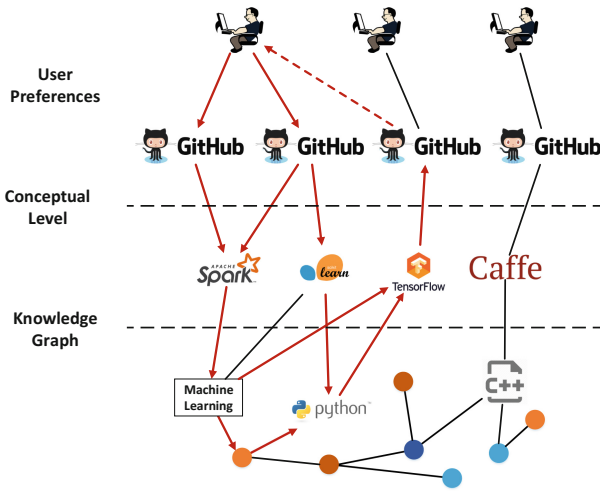 User
Preferences
GitHub GitHub GitHub GitHub
Conceptual
Level
APACHE
Spark
learn
TensorFlow
Caffe
Knowledge
Graph
Machine
Learning
C++
python